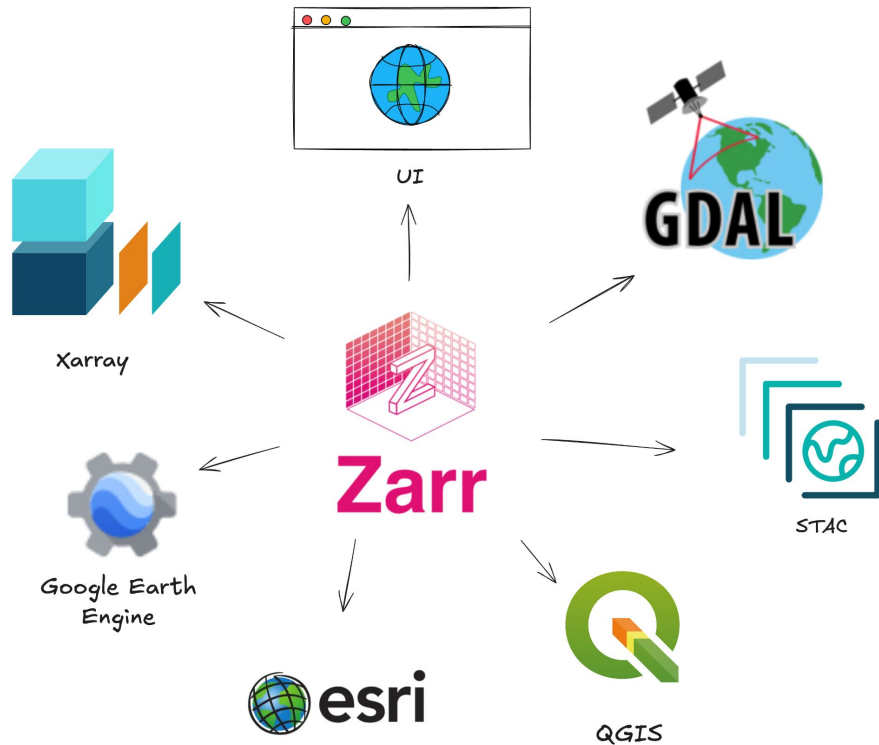 UI
GDAL
Xarray
Z
Zarr
STAC
Google Earth
Engine
esri
QGIS